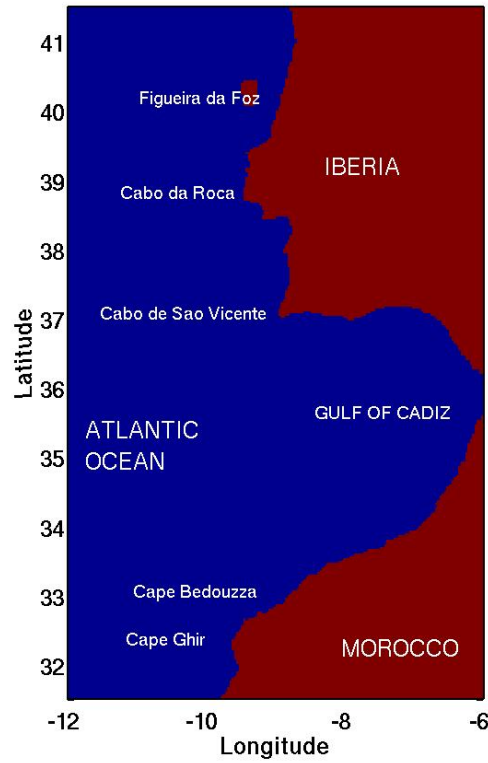 41
Figueira da Foz
40
IBERIA
39
Cabo da Roca
38
Cabo de Sao Vicente
37
Latitude
36
GULF OF CADIZ
ATLANTIC
OCEAN
35
34
Cape Bedouzza
33
Cape Ghir
MOROCCO
32
-12 -10 -8 -6
Longitude